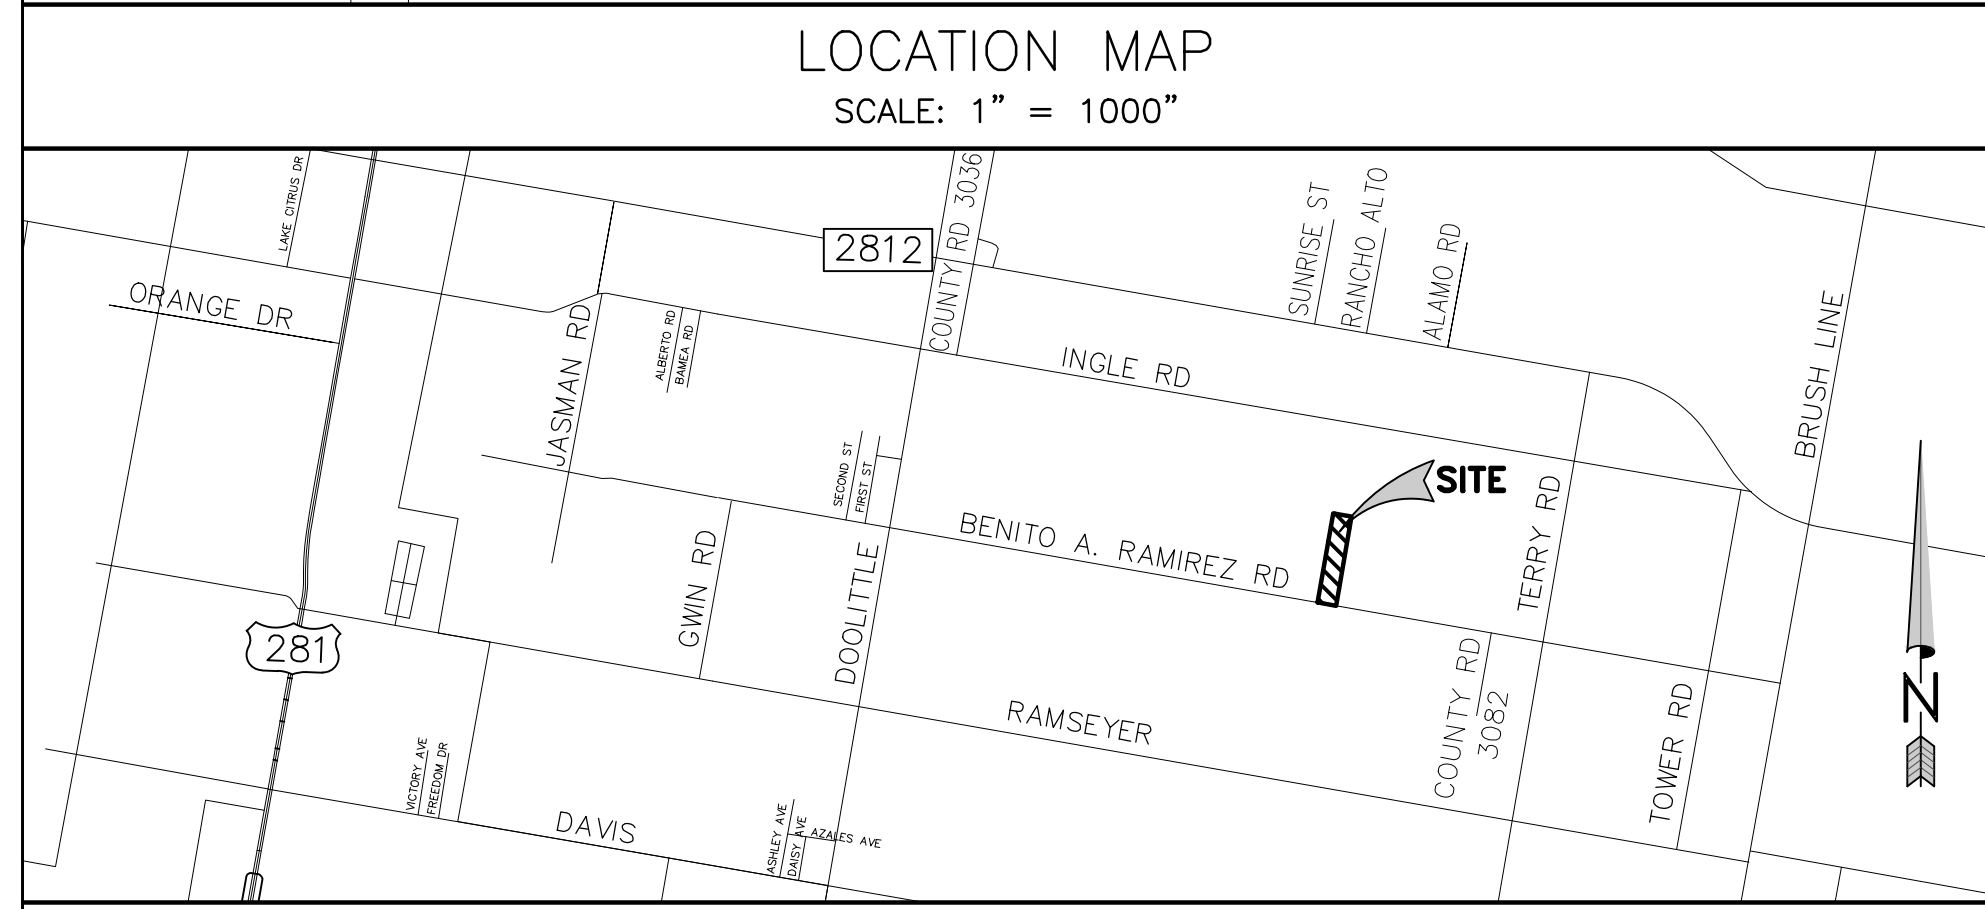 LOCATION MAP
SCALE: 1" = 1000"
LAKE CITRUS DR
COUNTY RD 3036
2812
SUNRISE ST
RANCHO ALTO
ALAMO RD
ORANGE DR
JASMAN RD
ALBERTO RD
BAMEA RD
INGLE RD
BRUSH LINE
SECOND ST
FIRST ST
SITE
BENITO A. RAMIREZ RD
TERRY RD
GWIN RD
DOOLITTLE
281
COUNTY RD
3082
TOWER RD
N
RAMSEYER
VICTORY AVE
FREEDOM DR
DAVIS
ASHLEY AVE
DAISY AVE
AZALES AVE